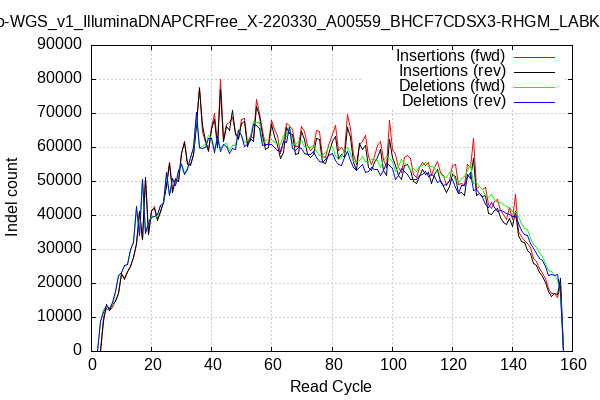 o-WGS_v1_IlluminaDNAPCRFree_X-220330_A00559_BHCF7CDSX3-RHGM_LABK
Insertions (fwd)
Insertions (rev)
Deletions (fwd)
Deletions (rev)
90000
80000
70000
60000
50000
40000
30000
20000
10000
0
Indel count
0 20 40 60 80 100 120 140 160
Read Cycle